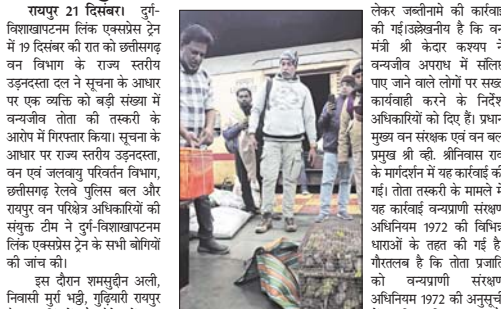 रायपुर 21 दिसंबर। दुर्ग-
विशाखापटनम लिंक एक्सप्रेस ट्रेन
में 19 दिसंबर की रात को छत्तीसगढ़
वन विभाग के राज्य स्तरीय
उड़नदस्ता दल ने सूचना के आधार
पर एक व्यक्ति को बड़ी संख्या में
वन्यजीव तोता की तस्करी के
आरोप में गिरफ्तार किया। सूचना के
आधार पर राज्य स्तरीय उड़नदस्ता,
वन एवं जलवायु परिवर्तन विभाग,
छत्तीसगढ़ रेलवे पुलिस बल और
रायपुर वन परिक्षेत्र अधिकारियों की
संयुक्त टीम ने दुर्ग-विशाखापटनम
लिंक एक्सप्रेस ट्रेन के सभी बोगियों
की जांच की।
इस दौरान शमसुद्दीन अली,
निवासी मुर्रा भट्ठी, गुढ़ियारी रायपुर
लेकर जब्तीनामे की कार्रवाई
की गई।उल्लेखनीय है कि वन
मंत्री श्री केदार कश्यप ने
वन्यजीव अपराध में संलिप्त
पाए जाने वाले लोगों पर सख्त
कार्यवाही करने के निर्देश
अधिकारियों को दिए हैं। प्रधान
मुख्य वन संरक्षक एवं वन बल
प्रमुख श्री व्ही. श्रीनिवास राव
के मार्गदर्शन में यह कार्रवाई की
गई। तोता तस्करी के मामले में
यह कार्रवाई वन्यप्राणी संरक्षण
अधिनियम 1972 की विभिन्न
धाराओं के तहत की गई है।
गौरतलब है कि तोता प्रजाति
को वन्यप्राणी संरक्षण
अधिनियम 1972 की अनुसूची